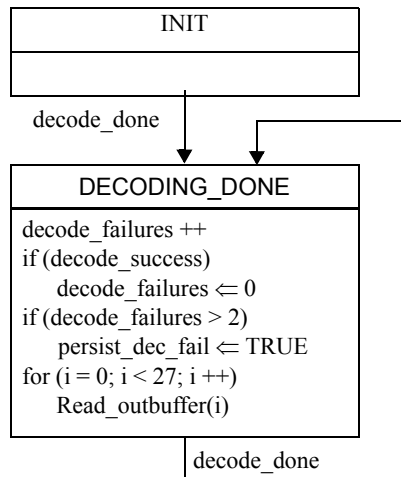 INIT
decode_done
DECODING_DONE
decode_failures ++
if (decode_success)
decode_failures ⇐ 0
if (decode_failures > 2)
persist_dec_fail ⇐ TRUE
for (i = 0; i < 27; i ++)
Read_outbuffer(i)
decode_done